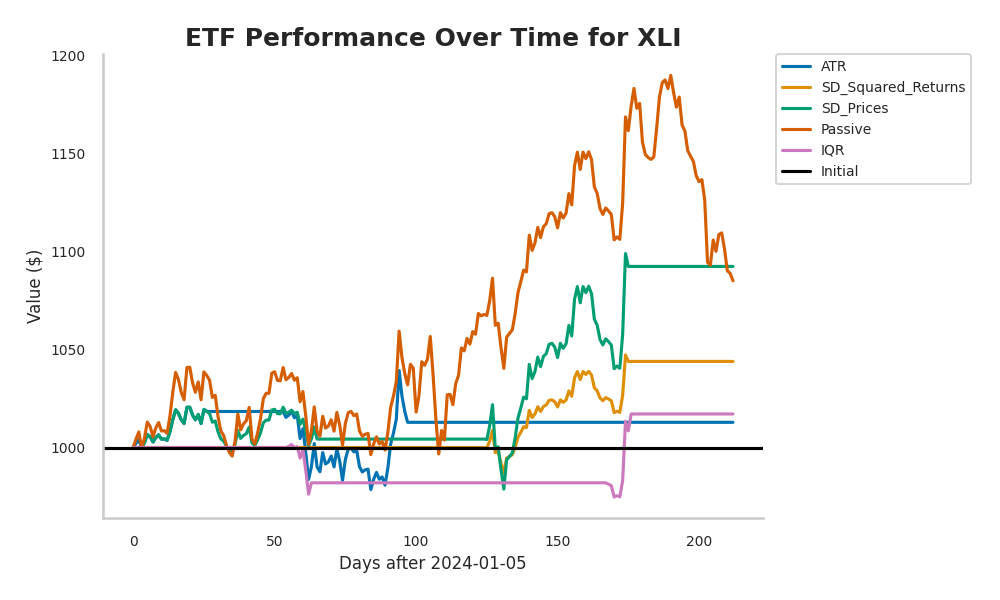 ETF Performance Over Time for XLI
1200
1150
1100
1050
1000
Value ($)
0 50 100 150 200
Days after 2024-01-05
ATR
SD_Squared_Returns
SD_Prices
Passive
IQR
Initial